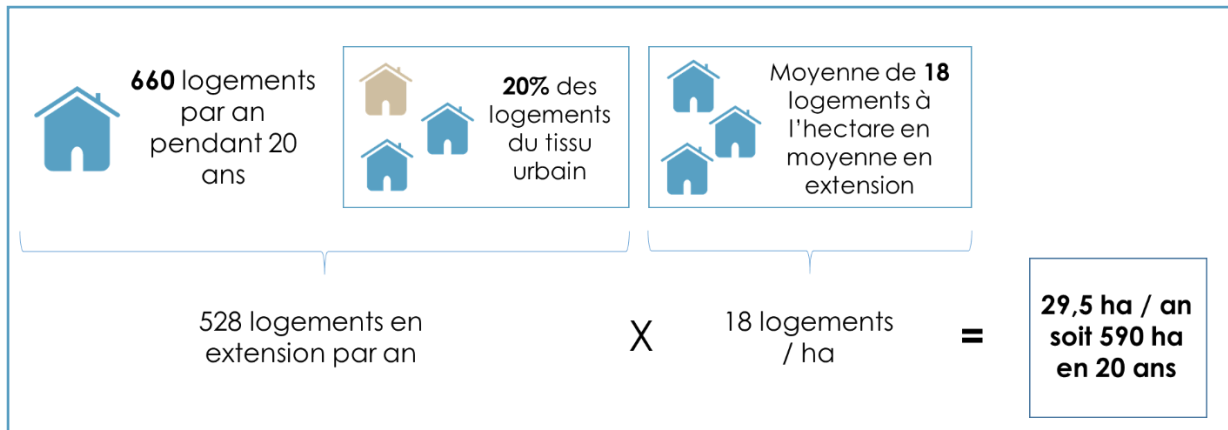 660 logements
par an
pendant 20
ans
20% des
logements
du tissu
urbain
Moyenne de 18
logements à
l'hectare en
moyenne en
extension
528 logements en
extension par an
X
18 logements
/ ha
=
29,5 ha / an
soit 590 ha
en 20 ans